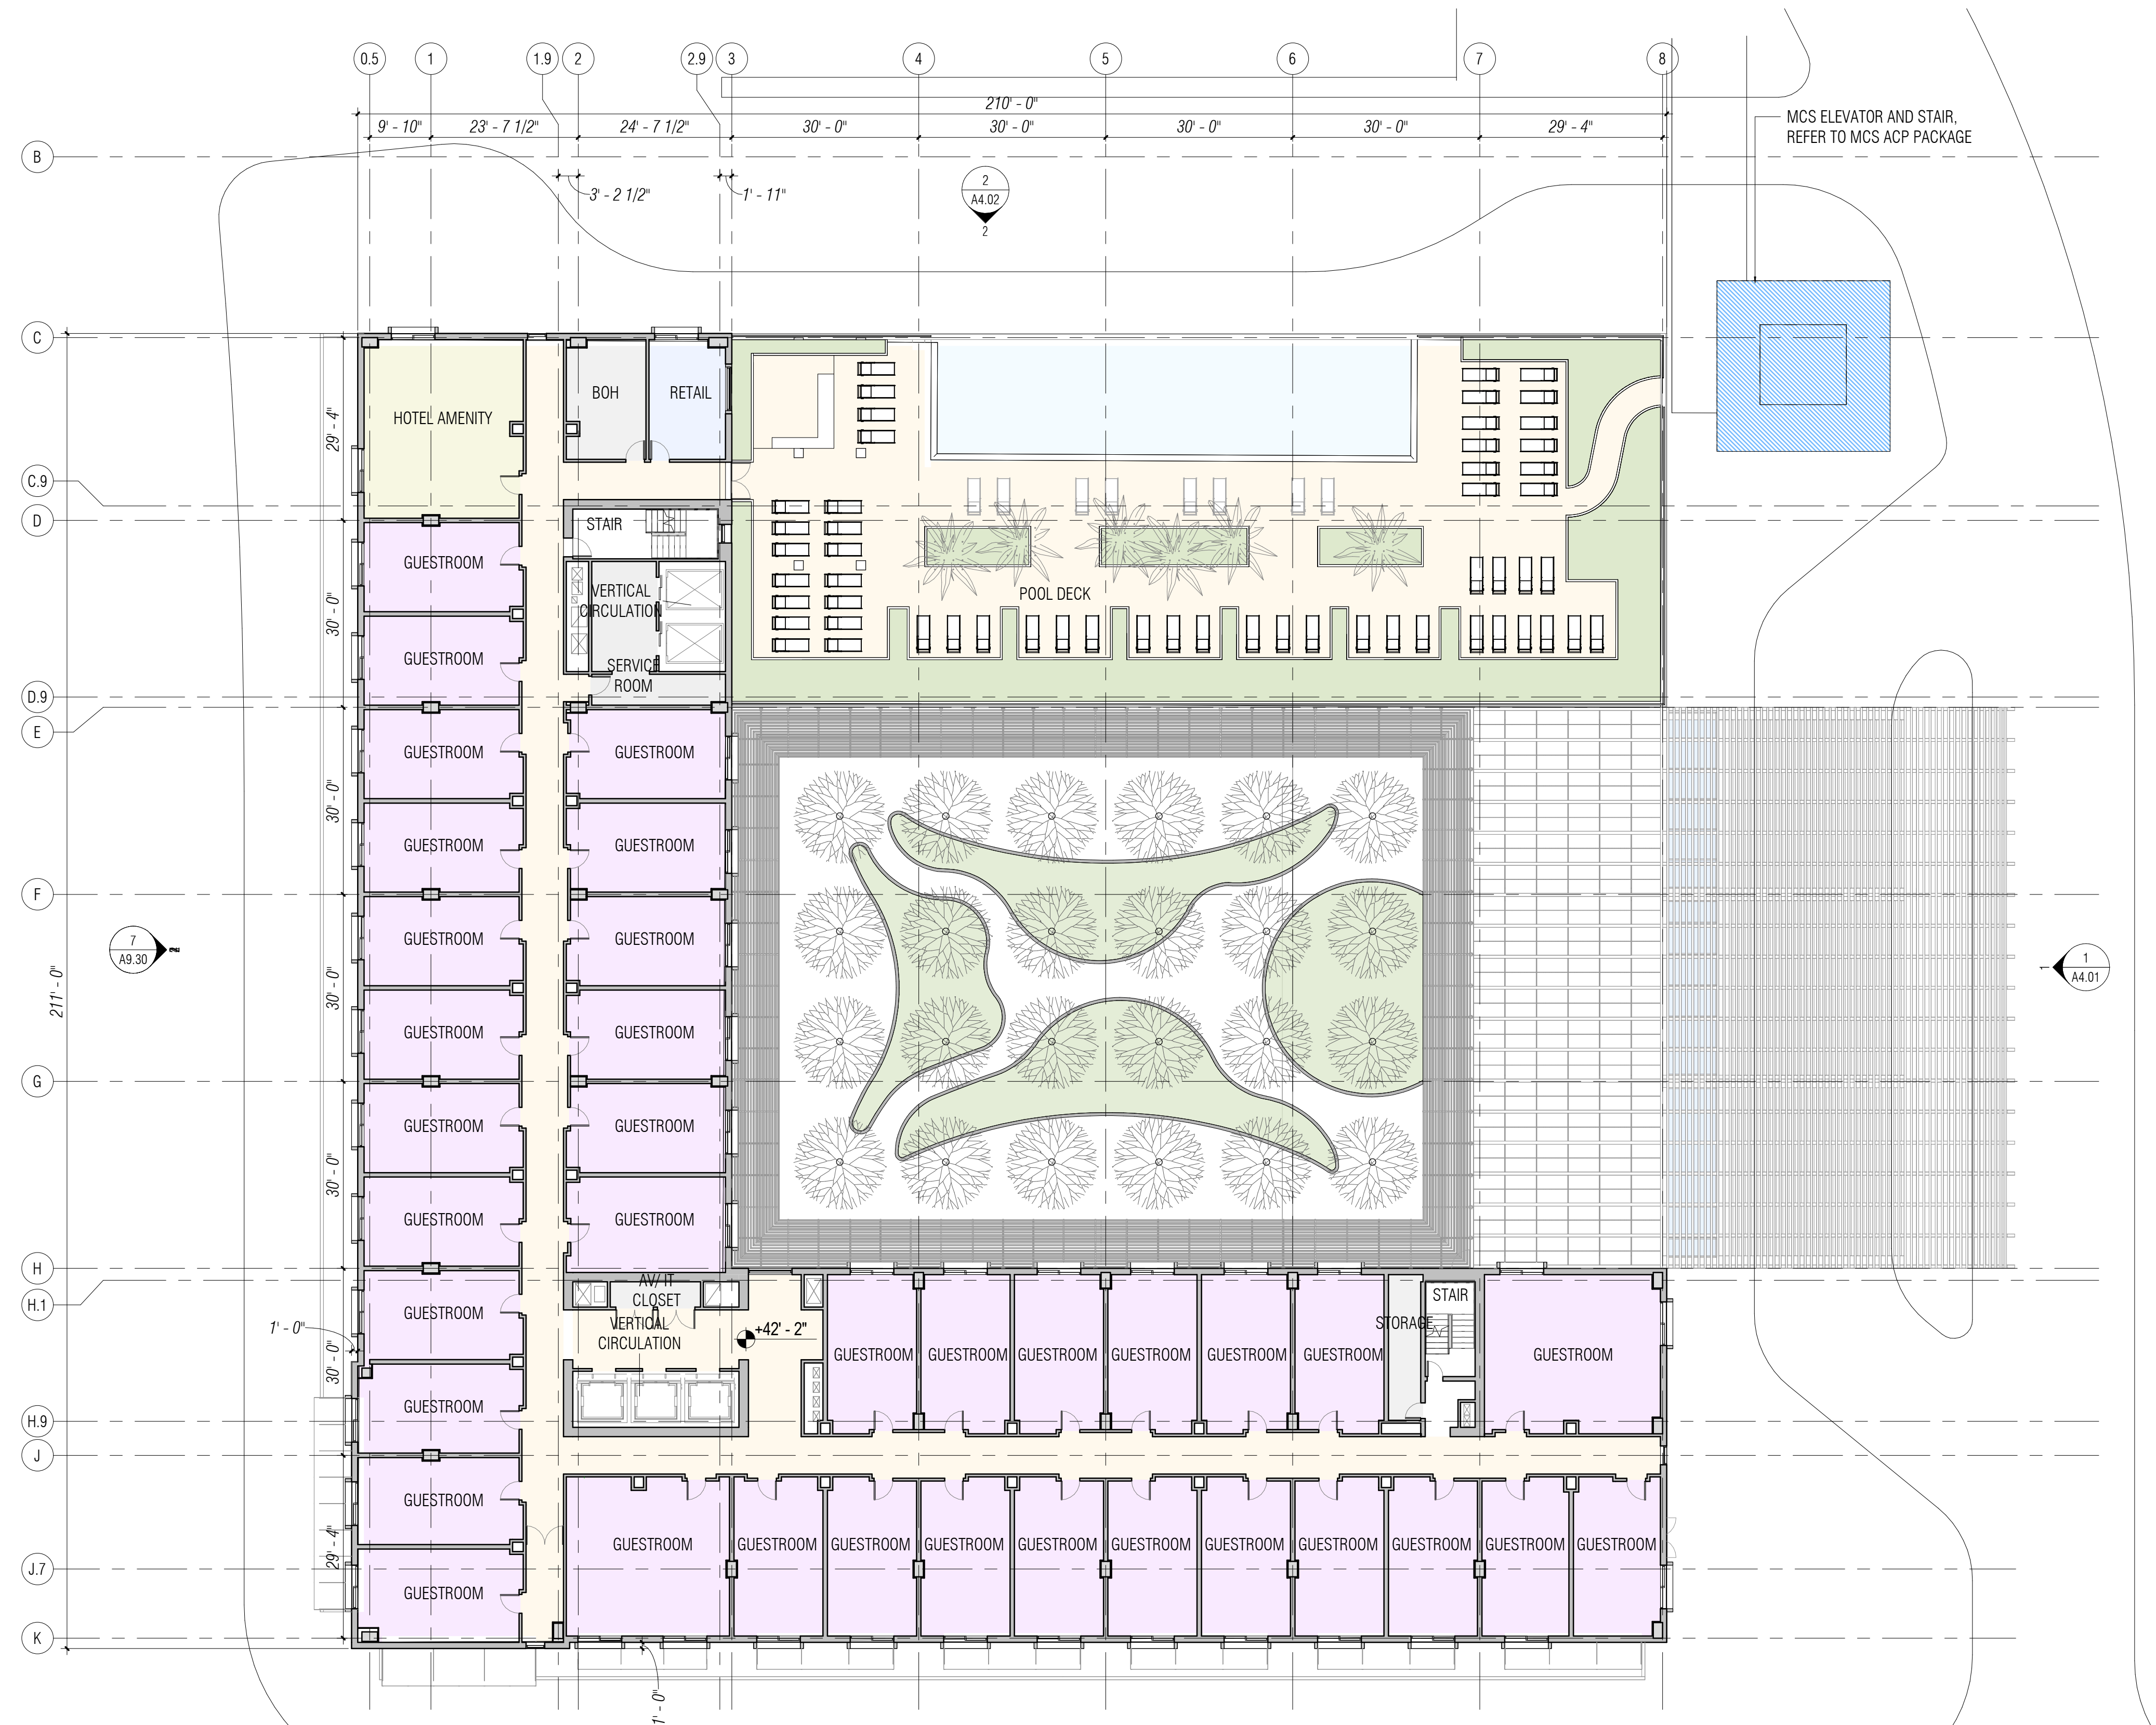 0.5
1
1.9
2
2.9
3
4
5
6
7
8
210' - 0"
9' - 10"
23' - 7 1/2"
24' - 7 1/2"
30' - 0"
30' - 0"
30' - 0"
30' - 0"
29' - 4"
MCS ELEVATOR AND STAIR,
REFER TO MCS ACP PACKAGE
B
3' - 2 1/2"
1' - 11"
2
A4.02
2
C
HOTEL AMENITY
BOH
RETAIL
29' - 4"
C.9
D
STAIR
GUESTROOM
VERTICAL
CIRCULATION
POOL DECK
30' - 0"
GUESTROOM
SERVICE
ROOM
D.9
E
GUESTROOM
GUESTROOM
30' - 0"
GUESTROOM
GUESTROOM
F
GUESTROOM
GUESTROOM
7
A9.30
1
A4.01
1
211' - 0"
30' - 0"
GUESTROOM
GUESTROOM
G
GUESTROOM
GUESTROOM
30' - 0"
GUESTROOM
GUESTROOM
H
H.1
AV/ IT
CLOSET
STAIR
GUESTROOM
1' - 0"
VERTICAL
CIRCULATION
+42' - 2"
STORAGE
30' - 0"
GUESTROOM
GUESTROOM
GUESTROOM
GUESTROOM
GUESTROOM
GUESTROOM
GUESTROOM
GUESTROOM
H.9
J
GUESTROOM
29' - 4"
GUESTROOM
GUESTROOM
GUESTROOM
GUESTROOM
GUESTROOM
GUESTROOM
GUESTROOM
GUESTROOM
GUESTROOM
GUESTROOM
GUESTROOM
J.7
GUESTROOM
K
1' - 0"